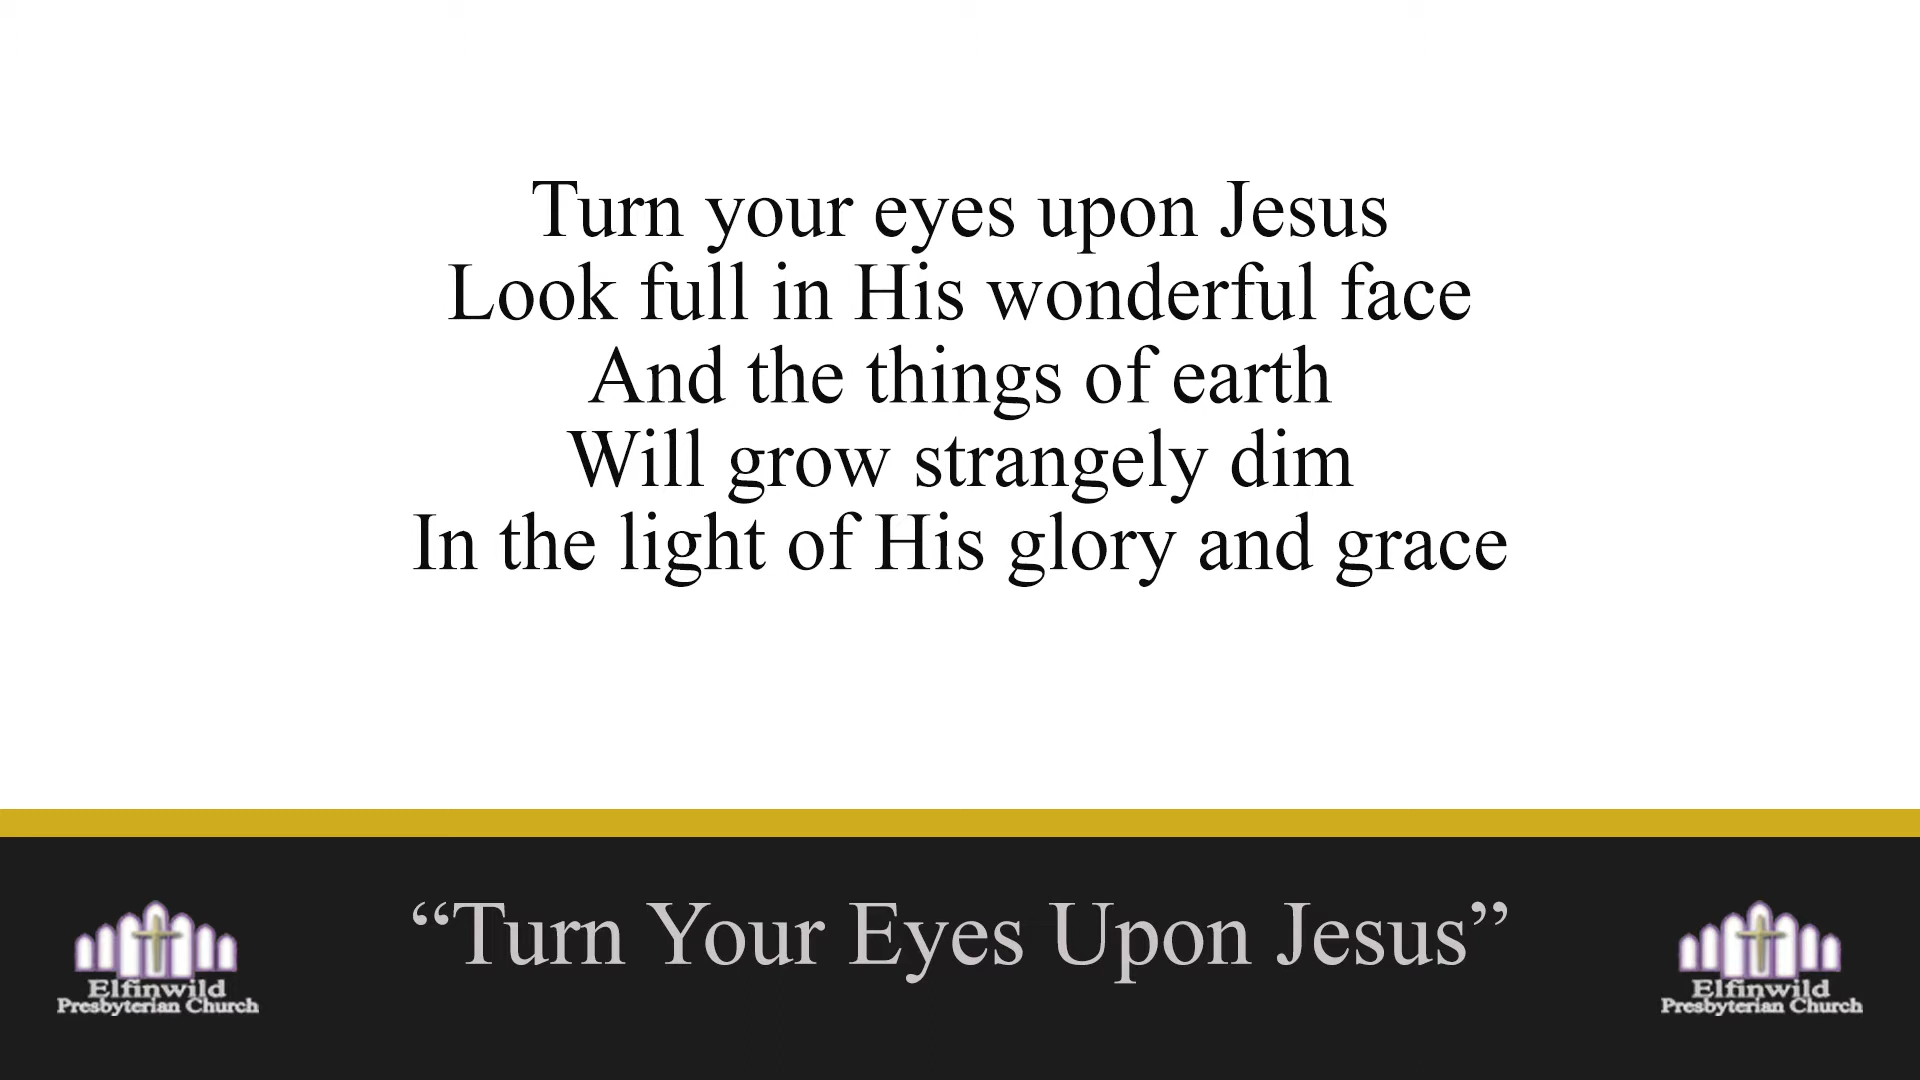 Turn your eyes upon Jesus
Look full in His wonderful face
And the things of earth
Will grow strangely dim
In the light of His glory and grace
“Turn Your Eyes Upon Jesus”
Elfinwild
Presbyterian Church
Elfinwild
Presbyterian Church